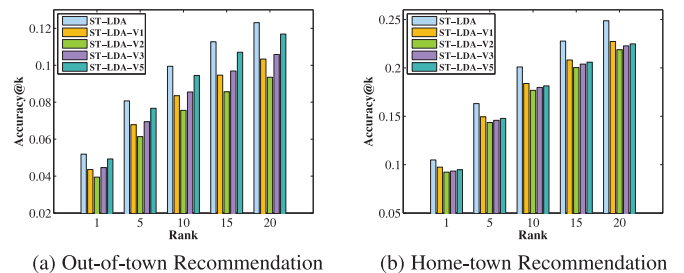 ST-LDA
ST-LDA-V1
ST-LDA-V2
ST-LDA-V3
ST-LDA-V5
Accuracy@k
0.12
0.1
0.08
0.06
0.04
0.02
1 5 10 15 20
Rank
(a) Out-of-town Recommendation
ST-LDA
ST-LDA-V1
ST-LDA-V2
ST-LDA-V3
ST-LDA-V5
Accuracy@k
0.25
0.2
0.15
0.1
0.05
1 5 10 15 20
Rank
(b) Home-town Recommendation